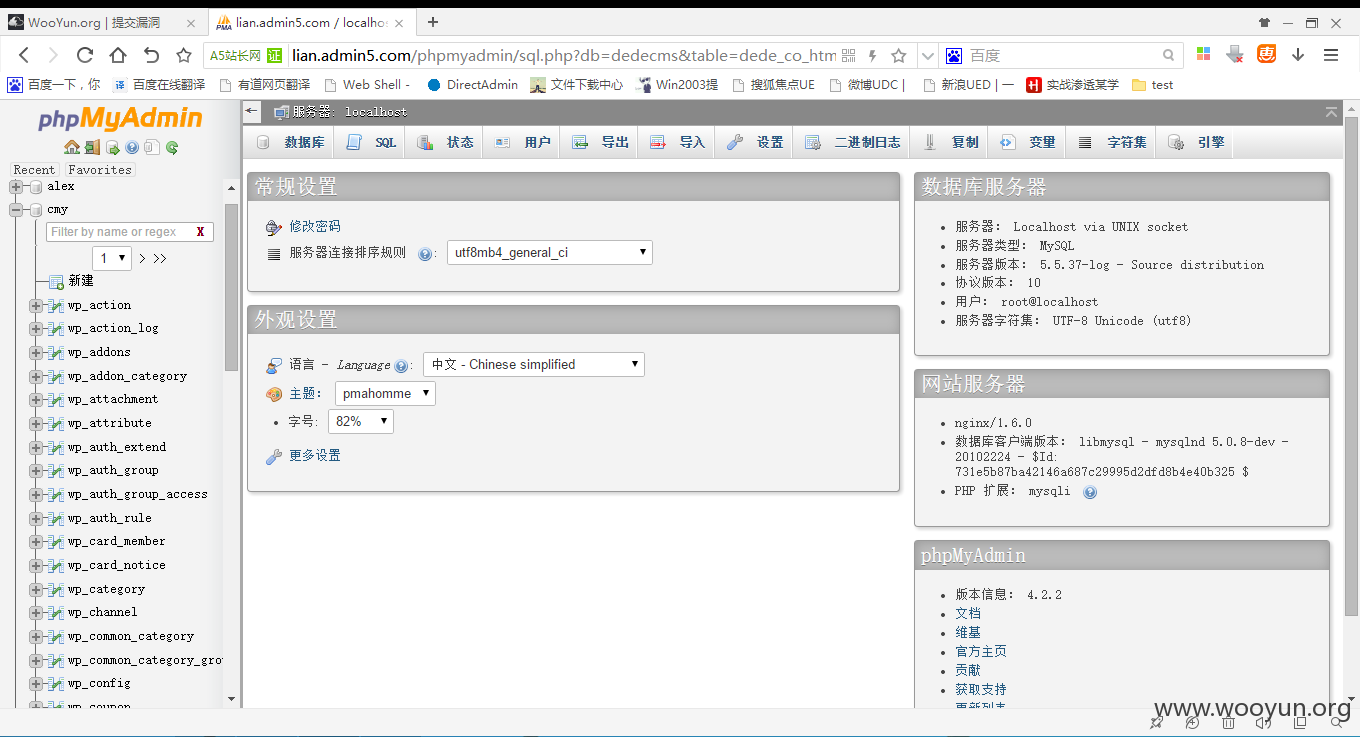 WooYun.org | 提交漏洞
lian.admin5.com / localho
A5站长网 证 lian.admin5.com/phpmyadmin/sql.php?db=dedecms&table=dede_co_htm
百度
百度一下，你
百度在线翻译
有道网页翻译
Web Shell -
DirectAdmin
文件下载中心
Win2003提
搜狐焦点UE
微博UDC |
新浪UED | 一
实战渗透某学
test
phpMyAdmin
Recent Favorites
alex
cmy
Filter by name or regex X
1 > >>
新建
wp_action
wp_action_log
wp_addons
wp_addon_category
wp_attachment
wp_attribute
wp_auth_extend
wp_auth_group
wp_auth_group_access
wp_auth_rule
wp_card_member
wp_card_notice
wp_category
wp_channel
wp_common_category
wp_common_category_gro
wp_config
wp_coupon
服务器: localhost
数据库 SQL 状态 用户 导出 导入 设置 二进制日志 复制 变量 字符集 引擎
常规设置
修改密码
服务器连接排序规则 : utf8mb4_general_ci
外观设置
语言 - Language : 中文 - Chinese simplified
主题: pmahomme
字号: 82%
更多设置
数据库服务器
服务器: Localhost via UNIX socket
服务器类型: MySQL
服务器版本: 5.5.37-log - Source distribution
协议版本: 10
用户: root@localhost
服务器字符集: UTF-8 Unicode (utf8)
网站服务器
nginx/1.6.0
数据库客户端版本: libmysql - mysqlnd 5.0.8-dev -
20102224 - $Id:
731e5b87ba42146a687c29995d2dfd8b4e40b325 $
PHP 扩展: mysqli
phpMyAdmin
版本信息: 4.2.2
文档
维基
官方主页
贡献
获取支持
更新列表
www.wooyun.org